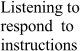 Listening to
respond to
instructions